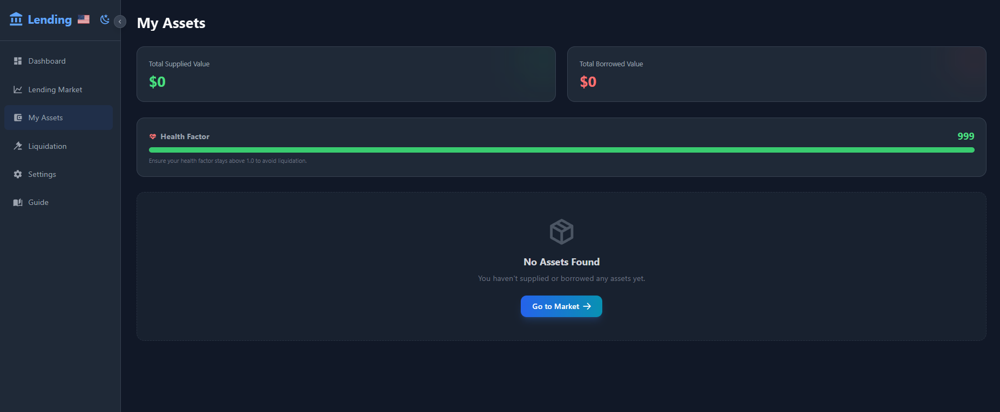 Lending
Dashboard
Lending Market
My Assets
Liquidation
Settings
Guide
My Assets
Total Supplied Value
$0
Total Borrowed Value
$0
Health Factor
999
Ensure your health factor stays above 1.0 to avoid liquidation.
No Assets Found
You haven't supplied or borrowed any assets yet.
Go to Market